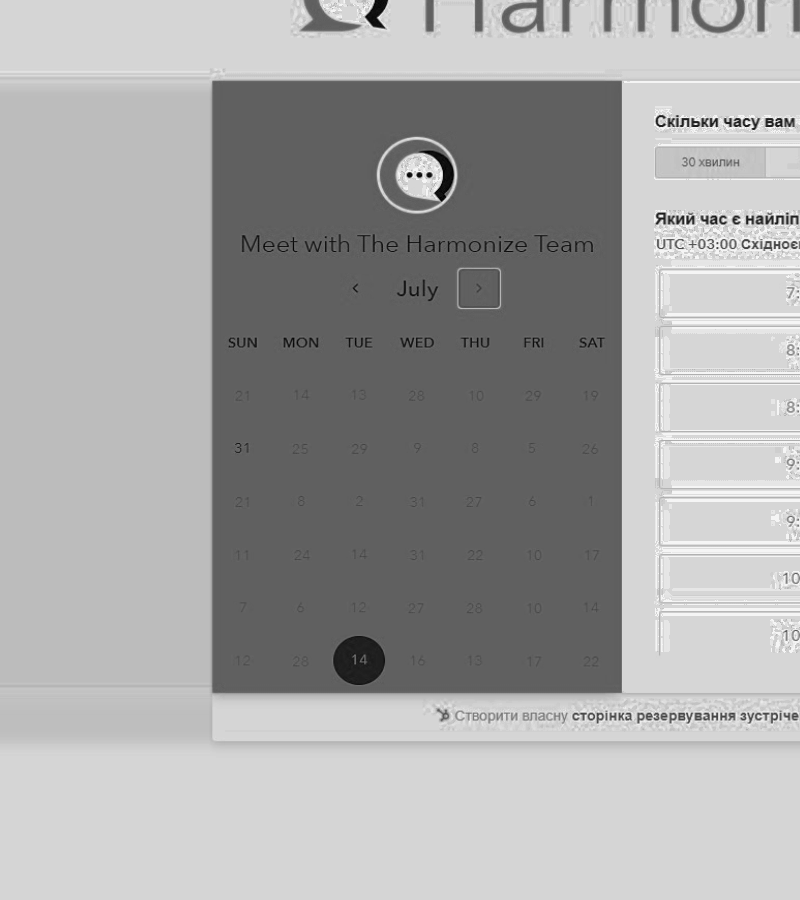 Harmon
Meet with The Harmonize Team
July
SUN MON TUE WED THU FRI SAT
21 14 13 28 10 29 19
31 25 29 9 8 5 26
21 8 2 31 27 6 1
11 24 14 31 22 10 17
7 6 12 27 28 10 14
12 28 14 16 13 17 22
Скільки часу вам
30 хвилин
Який час є найліп
UTC +03:00 Східноє
7:
8:
8:
9:
9:
10
10
Створити власну сторінка резервування зустріче